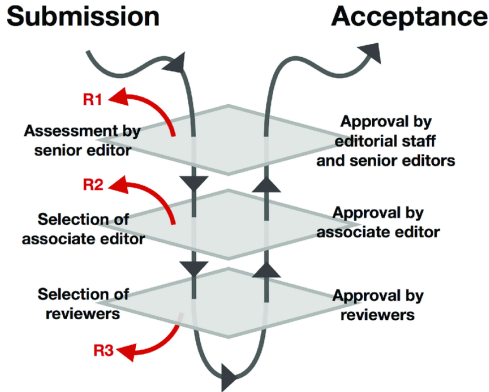 Submission
Acceptance
R1
Assessment by
senior editor
Approval by
editorial staff
and senior editors
R2
Selection of
associate editor
Approval by
associate editor
Selection of
reviewers
Approval by
reviewers
R3